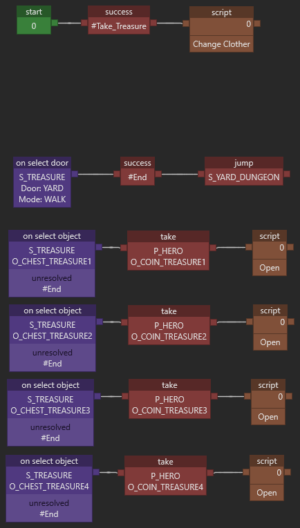 start
0
success
#Take_Treasure
script
0
Change Clother
on select door
S_TREASURE
Door: YARD
Mode: WALK
success
#End
jump
S_YARD_DUNGEON
on select object
S_TREASURE
O_CHEST_TREASURE1
unresolved
#End
take
P_HERO
O_COIN_TREASURE1
script
0
Open
on select object
S_TREASURE
O_CHEST_TREASURE2
unresolved
#End
take
P_HERO
O_COIN_TREASURE2
script
0
Open
on select object
S_TREASURE
O_CHEST_TREASURE3
unresolved
#End
take
P_HERO
O_COIN_TREASURE3
script
0
Open
on select object
S_TREASURE
O_CHEST_TREASURE4
unresolved
#End
take
P_HERO
O_COIN_TREASURE4
script
0
Open